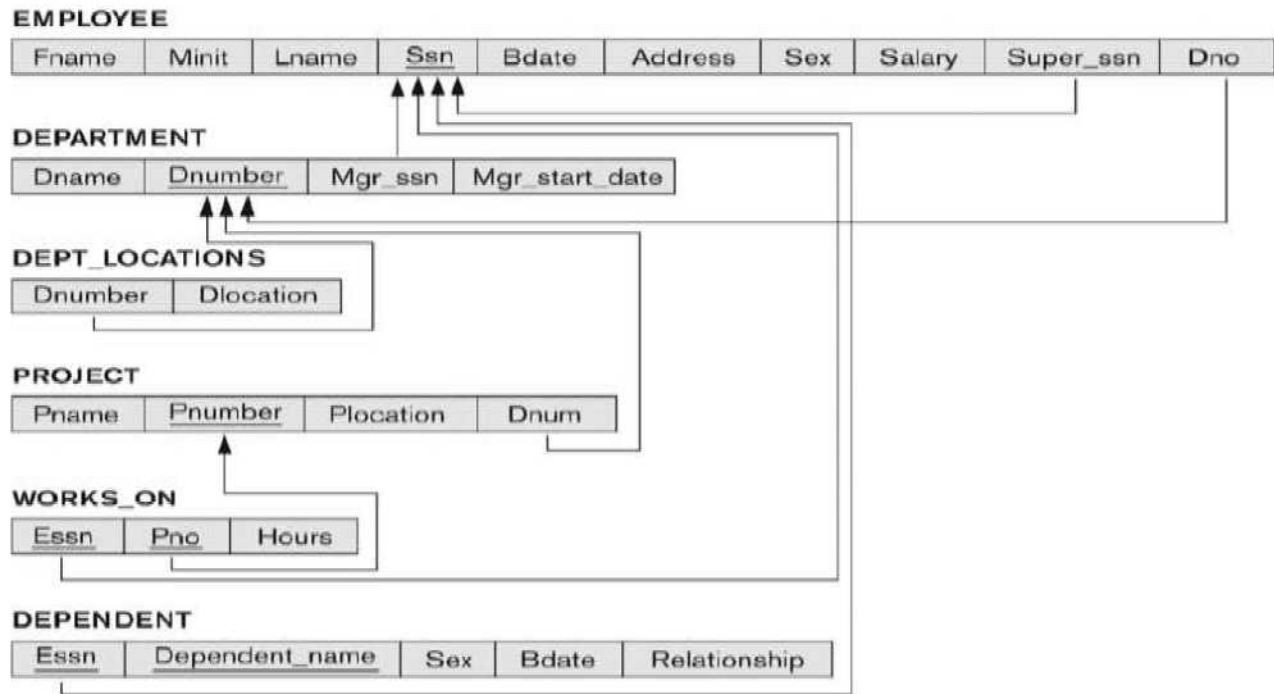 EMPLOYEE
Fname Minit Lname Ssn Bdate Address Sex Salary Super_ssn Dno
DEPARTMENT
Dname Dnumber Mgr_ssn Mgr_start_date
DEPT_LOCATIONS
Dnumber Dlocation
PROJECT
Pname Pnumber Plocation Dnum
WORKS_ON
Essn Pno Hours
DEPENDENT
Essn Dependent_name Sex Bdate Relationship